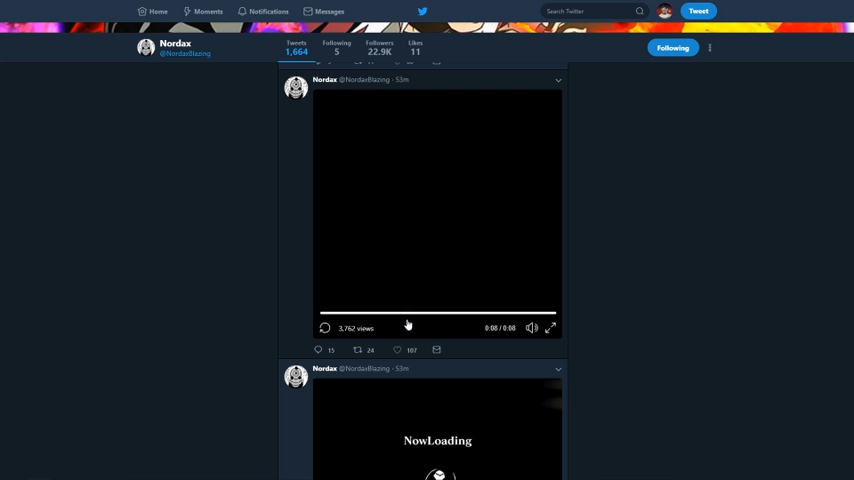 Home Moments Notifications Messages Search Twitter Tweet
Nordax
@NordaxBlazing
Tweets Following Followers Likes
1,664 5 22.9K 11
Following
Nordax @NordaxBlazing · 53m
3,762 views 0:08 / 0:08
15 24 107
Nordax @NordaxBlazing · 53m
NowLoading